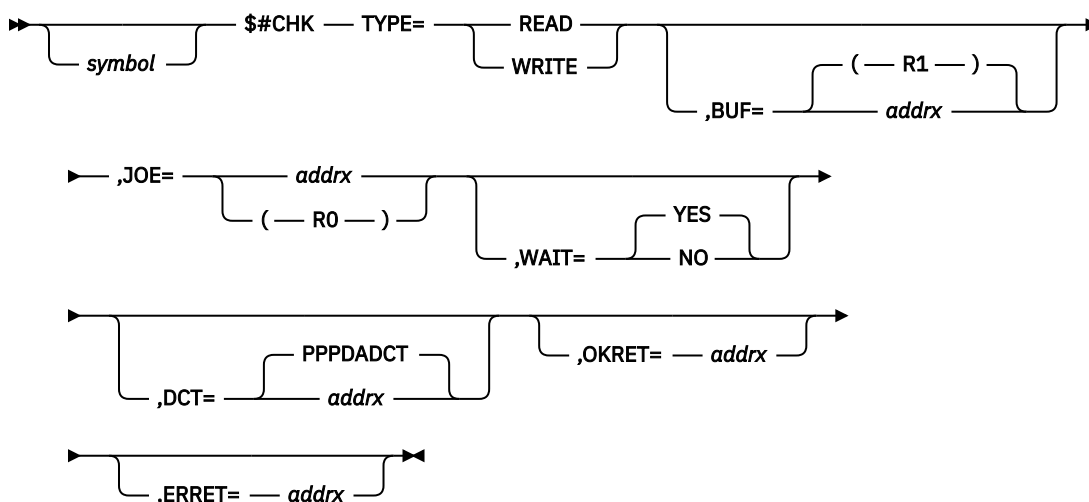 $#CHK TYPE= READ
symbol WRITE
( R1 )
,BUF= addrx
,JOE= addrx
( R0 ) YES
,WAIT= NO
PPPDADCT
,OKRET= addrx
,DCT= addrx
,ERRET= addrx